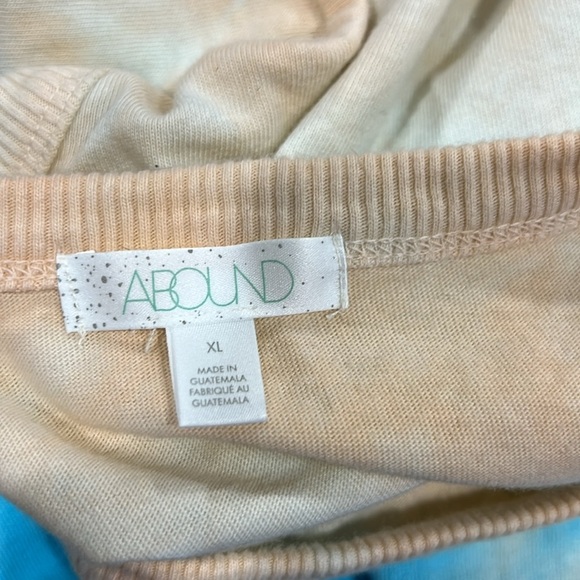 ABOUND
XL
MADE IN
GUATEMALA
FABRIQUÉ AU
GUATEMALA